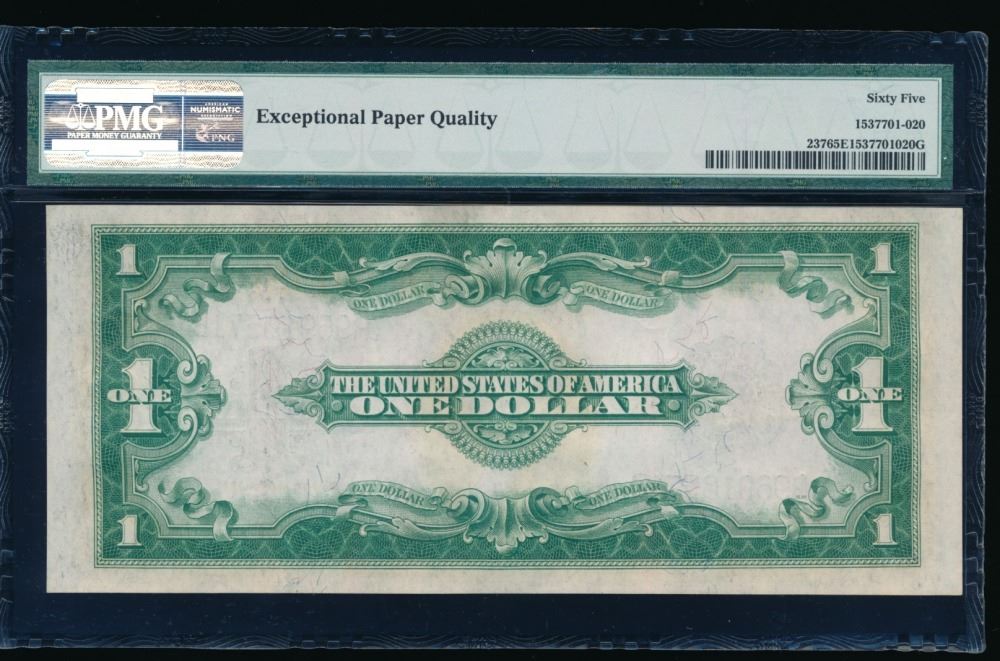 PMG
PAPER MONEY GUARANTY
AMERICAN
NUMISMATIC
ASSOCIATION
PNG
Exceptional Paper Quality
Sixty Five
1537701-020
23765E1537701020G
1 1
ONE DOLLAR ONE DOLLAR
THE UNITED STATES OF AMERICA
1 ONE ONE DOLLAR 1 ONE
ONE DOLLAR ONE DOLLAR
1 1